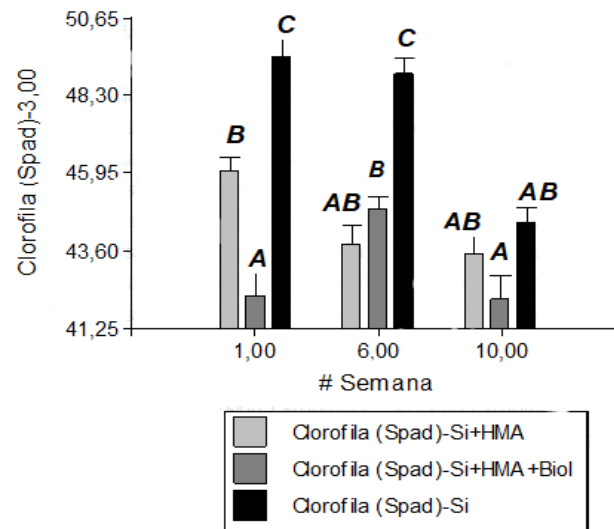 Clorofila (Spad)-3,00
50,65
48,30
45,95
43,60
41,25
C
C
B
B
AB
AB
AB
A
A
1,00
6,00
10,00
# Semana
Clorofila (Spad)-Si+HMA
Clorofila (Spad)-Si+HMA+Biol
Clorofila (Spad)-Si